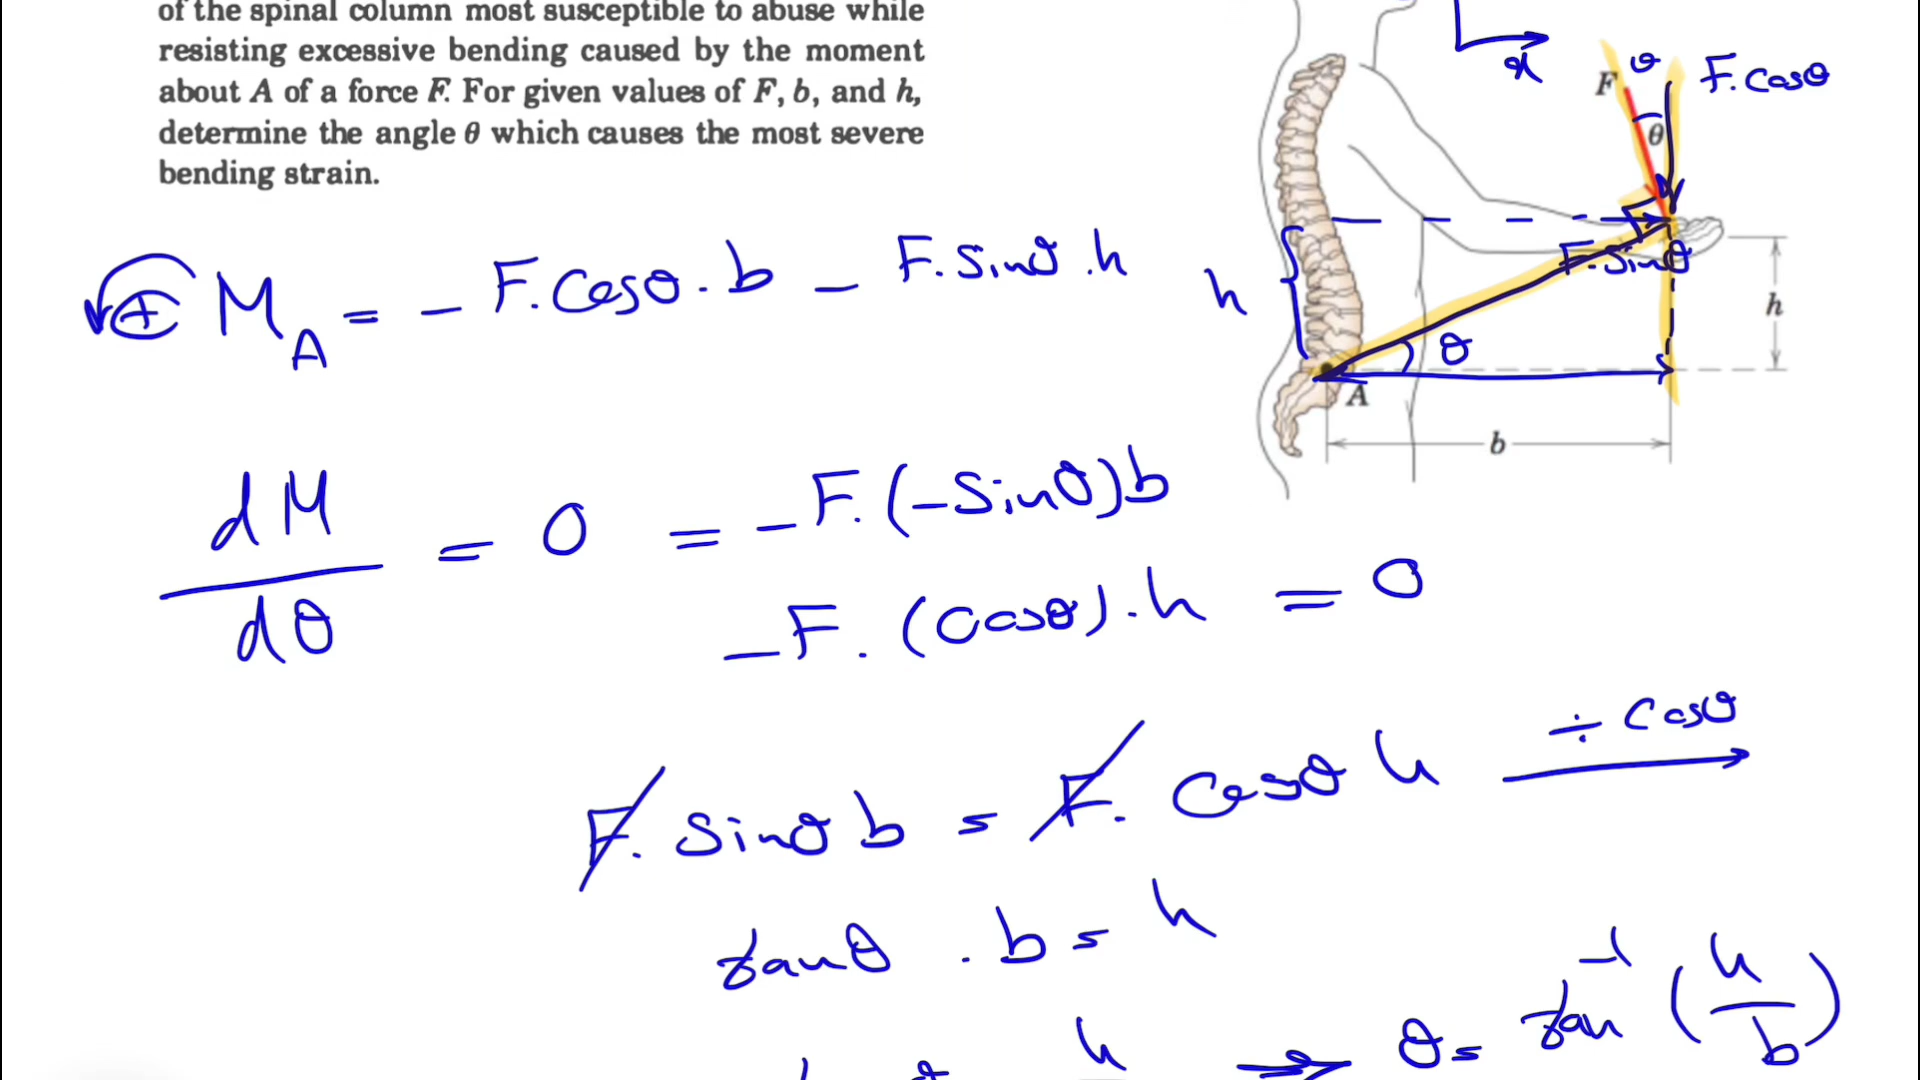 of the spinal column most susceptible to abuse while
resisting excessive bending caused by the moment
about A of a force F. For given values of F, b, and h,
determine the angle θ which causes the most severe
bending strain.
x
F
θ
F.cosθ
θ
F.sinθ
h
h
θ
A
b
+ M_A = - F.Cosθ.b - F.sinθ.h
dM/dθ = 0 = -F.(-Sinθ)b
-F.(cosθ).h = 0
F. Sinθ b = F. Cosθ h ÷ cosθ
tanθ . b = h
h → θ = tan⁻¹(h/b)